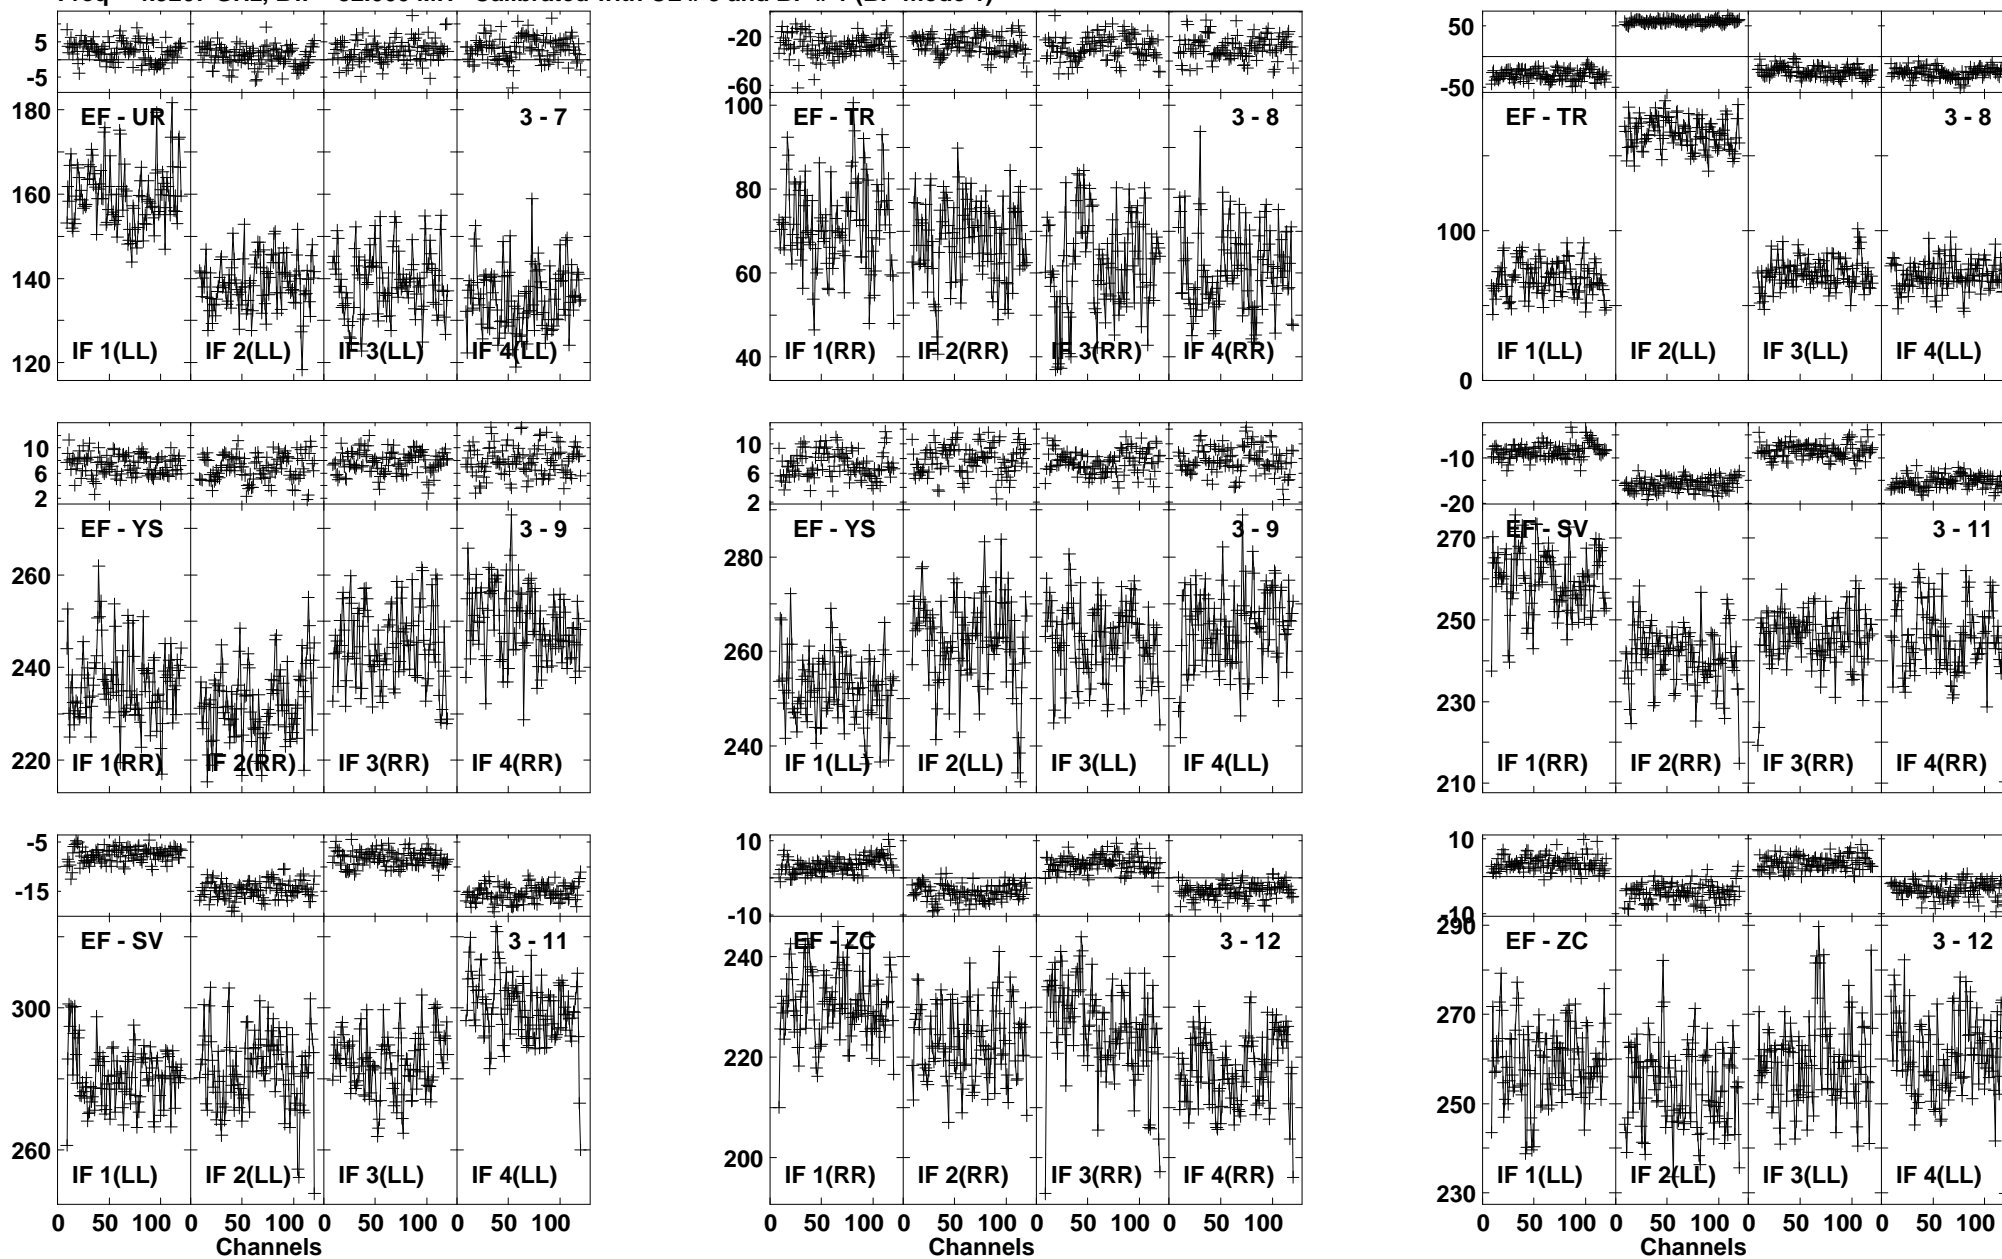 5
-5
180
160
140
120
EF - UR
3 - 7
IF 1(LL)
IF 2(LL)
IF 3(LL)
IF 4(LL)
-20
-60
100
80
60
40
EF - TR
3 - 8
IF 1(RR)
IF 2(RR)
IF 3(RR)
IF 4(RR)
50
-50
100
0
EF - TR
3 - 8
IF 1(LL)
IF 2(LL)
IF 3(LL)
IF 4(LL)
10
6
2
260
240
220
EF - YS
3 - 9
IF 1(RR)
IF 2(RR)
IF 3(RR)
IF 4(RR)
10
6
2
280
260
240
EF - YS
3 - 9
IF 1(LL)
IF 2(LL)
IF 3(LL)
IF 4(LL)
-10
-20
270
250
230
210
EF - SV
3 - 11
IF 1(RR)
IF 2(RR)
IF 3(RR)
IF 4(RR)
-5
-15
300
260
EF - SV
3 - 11
IF 1(LL)
IF 2(LL)
IF 3(LL)
IF 4(LL)
0 50 100 0 50 100 0 50 100 0 50 100
Channels
10
-10
240
220
200
EF - ZC
3 - 12
IF 1(RR)
IF 2(RR)
IF 3(RR)
IF 4(RR)
0 50 100 0 50 100 0 50 100 0 50 100
Channels
10
-10
290
270
250
230
EF - ZC
3 - 12
IF 1(LL)
IF 2(LL)
IF 3(LL)
IF 4(LL)
0 50 100 0 50 100 0 50 100 0 50 100
Channels